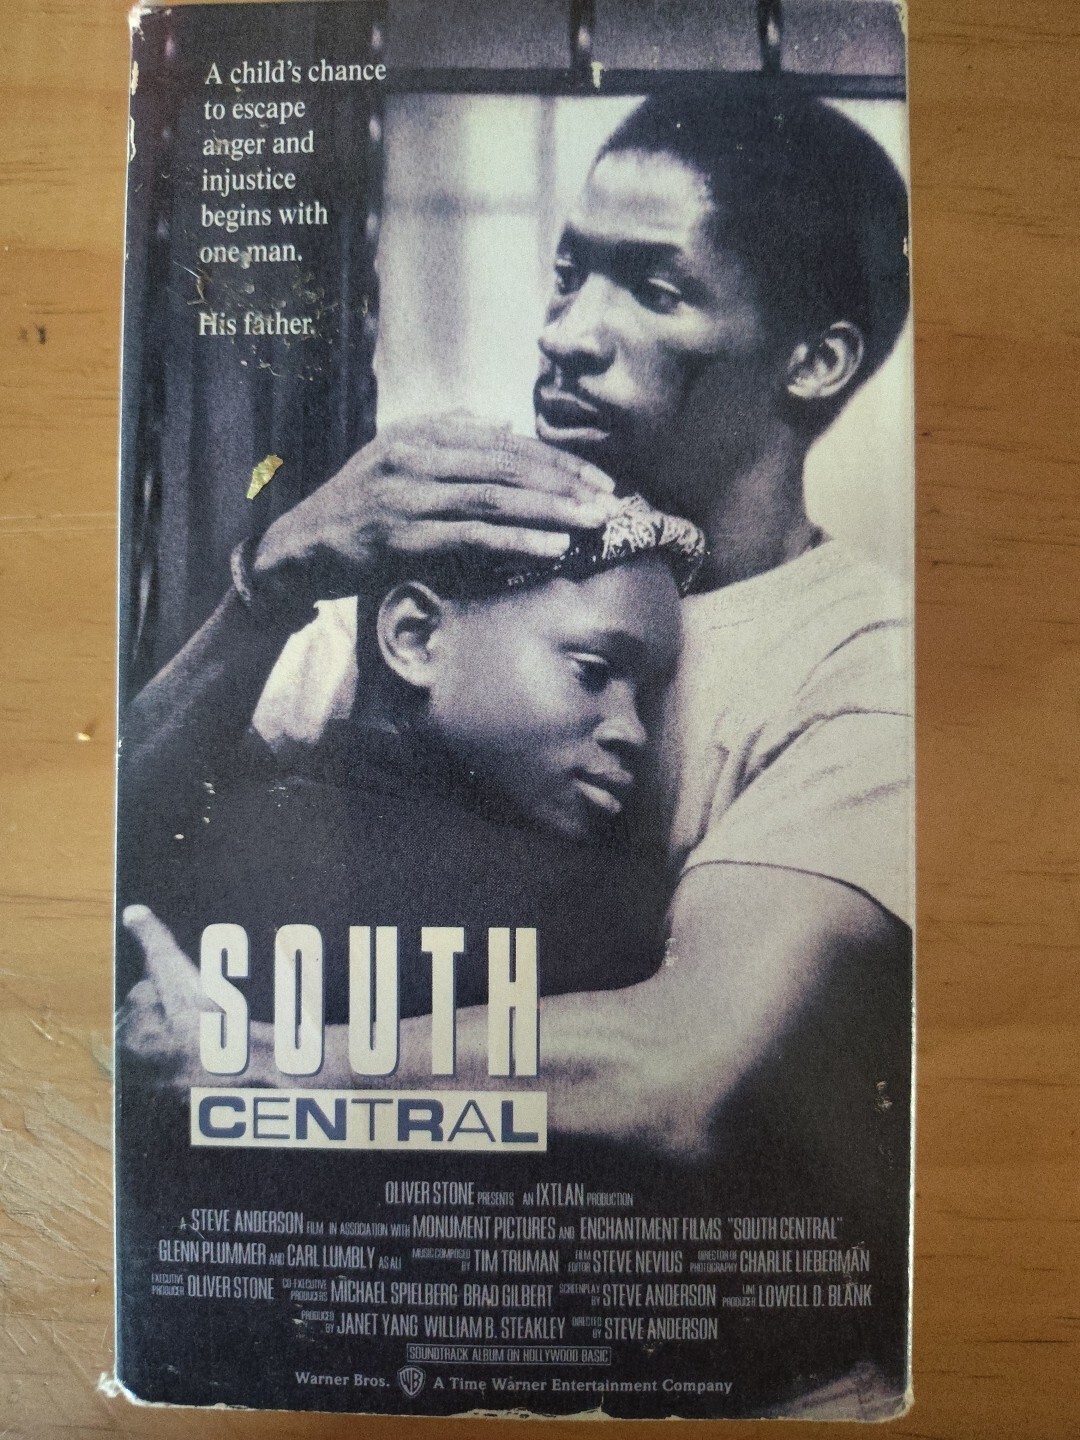 A child's chance
to escape
anger and
injustice
begins with
one man.
His father.
SOUTH
CENTRAL
OLIVER STONE PRESENTS AN IXTLAN PRODUCTION
A STEVE ANDERSON FILM IN ASSOCIATION WITH MONUMENT PICTURES AND ENCHANTMENT FILMS "SOUTH CENTRAL"
GLENN PLUMMER AND CARL LUMBLY AS ALI MUSIC COMPOSED BY TIM TRUMAN FILM EDITOR STEVE NEVIUS DIRECTOR OF PHOTOGRAPHY CHARLIE LIEBERMAN
EXECUTIVE PRODUCER OLIVER STONE CO-EXECUTIVE PRODUCERS MICHAEL SPIELBERG BRAD GILBERT SCREENPLAY BY STEVE ANDERSON LINE PRODUCER LOWELL D. BLANK
PRODUCED BY JANET YANG WILLIAM B. STEAKLEY DIRECTED BY STEVE ANDERSON
SOUNDTRACK ALBUM ON HOLLYWOOD BASIC
Warner Bros. WB A Time Warner Entertainment Company